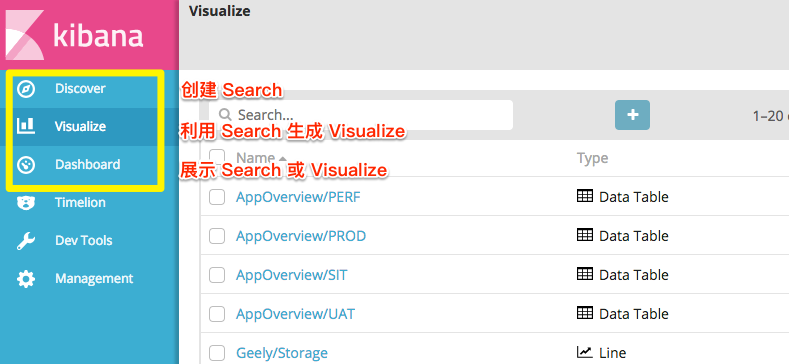 kibana
Visualize
Discover
创建 Search
Search...
1–20
Visualize
利用 Search 生成 Visualize
Name
Type
Dashboard
展示 Search 或 Visualize
AppOverview/PERF
Data Table
Timelion
AppOverview/PROD
Data Table
Dev Tools
AppOverview/SIT
Data Table
Management
AppOverview/UAT
Data Table
Geely/Storage
Line